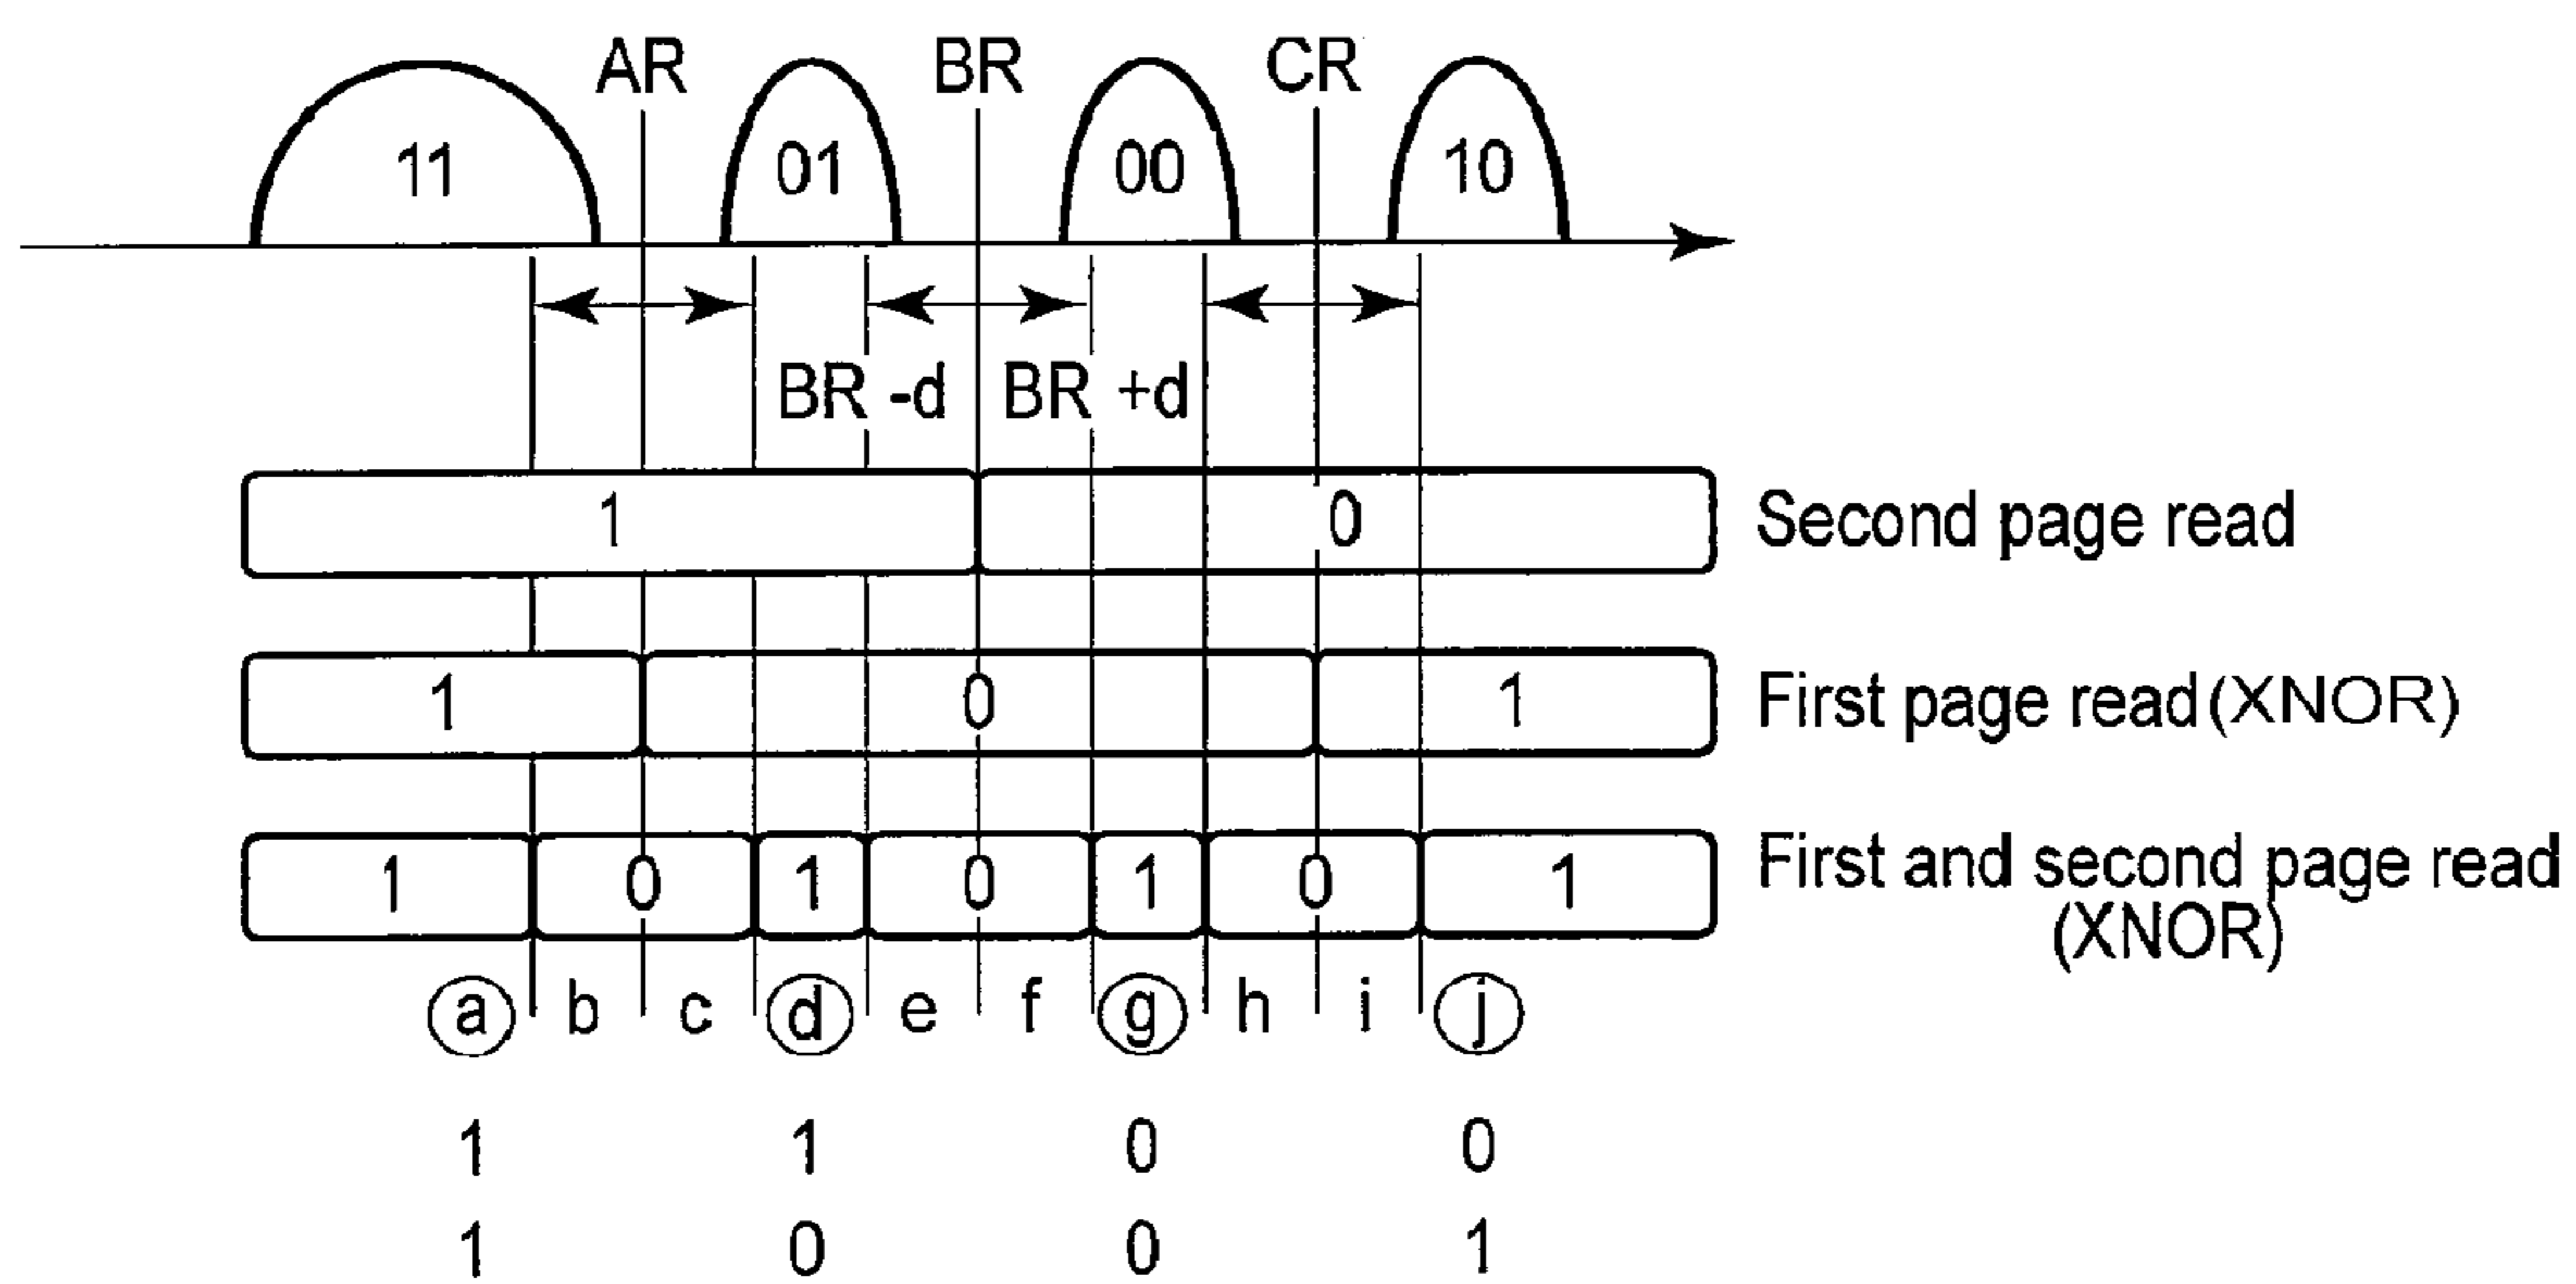 AR BR CR
11 01 00 10
BR -d BR +d
1 0 Second page read
1 0 1 First page read (XNOR)
1 0 1 0 1 0 1 First and second page read
(XNOR)
a b c d e f g h i j
1 1 0 0
1 0 0 1